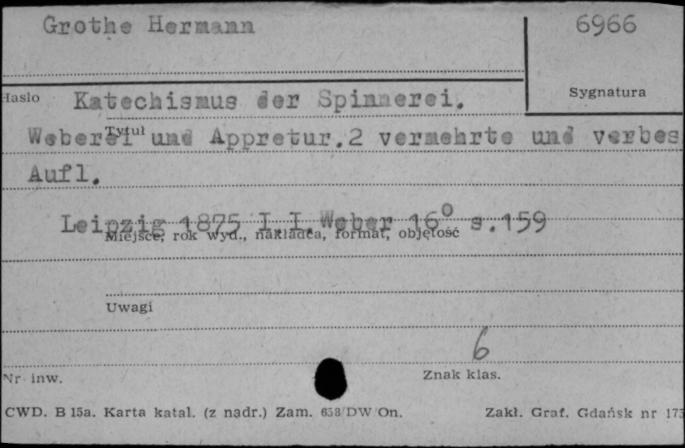 Grothe Hermann
6966
Hasło
Sygnatura
Katechismus der Spinnerei.
Tytuł
Weberei und Appretur.2 vermehrte und verbes
Aufl.
Leipzig 1875 I I Weber 16⁰ s.159
Miejsce, rok wyd., nakładca, format, objętość
Uwagi
6
Nr inw.
Znak klas.
CWD. B 15a. Karta katal. (z nadr.) Zam. 658/DW/On.
Zakł. Graf. Gdańsk nr 175